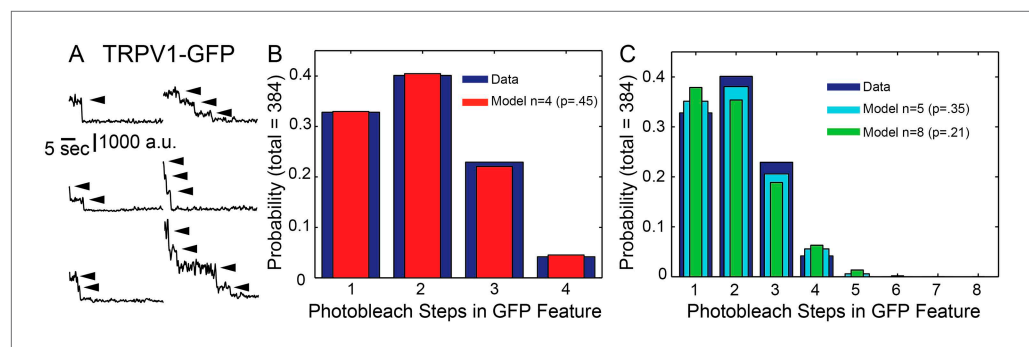 A TRPV1-GFP
5 sec 1000 a.u.
B
Probability (total = 384)
0.4
0.3
0.2
0.1
0
Data
Model n=4 (p=.45)
1 2 3 4
Photobleach Steps in GFP Feature
C
Probability (total = 384)
0.4
0.3
0.2
0.1
0
Data
Model n=5 (p=.35)
Model n=8 (p=.21)
1 2 3 4 5 6 7 8
Photobleach Steps in GFP Feature